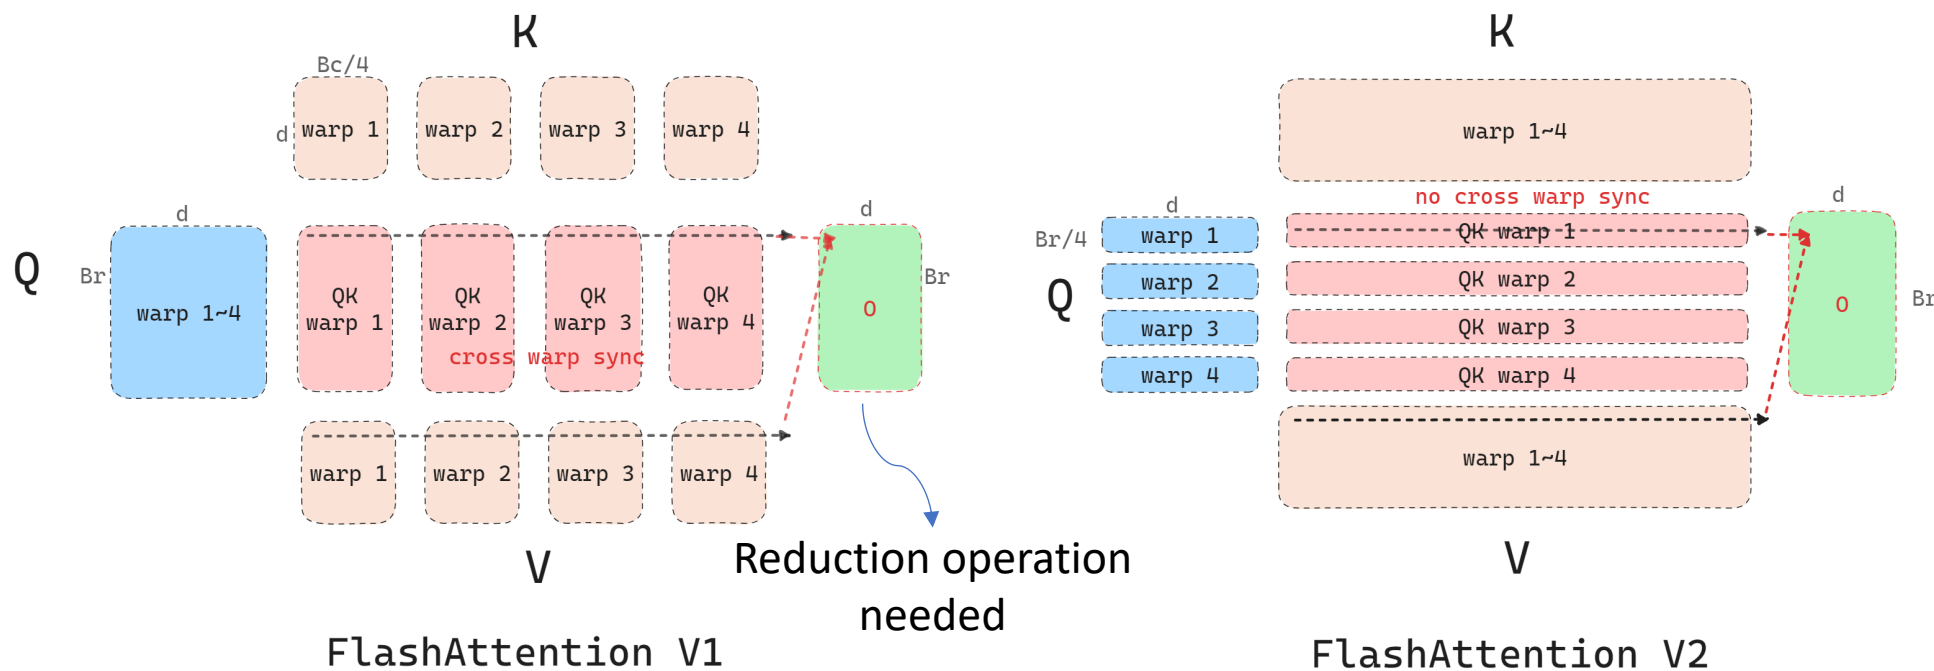 K
Bc/4
d
warp 1
warp 2
warp 3
warp 4
d
Q
Br
warp 1~4
QK
warp 1
QK
warp 2
QK
warp 3
QK
warp 4
cross warp sync
d
O
Br
warp 1
warp 2
warp 3
warp 4
V
Reduction operation
needed
FlashAttention V1
K
warp 1~4
no cross warp sync
d
Br/4
Q
warp 1
warp 2
warp 3
warp 4
QK warp 1
QK warp 2
QK warp 3
QK warp 4
d
O
Br
warp 1~4
V
FlashAttention V2